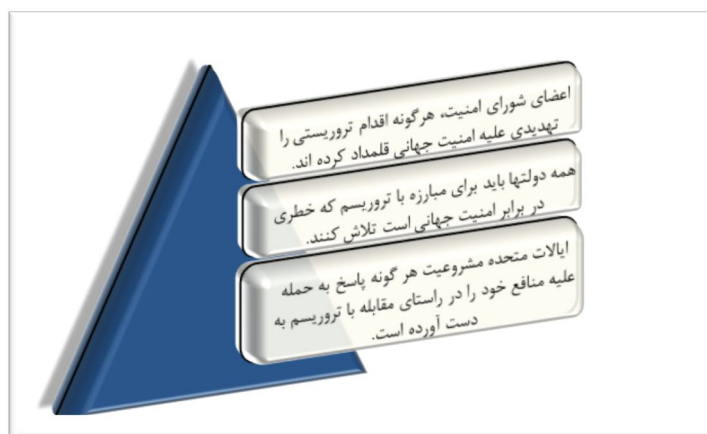 اعضای شورای امنیت، هرگونه اقدام تروریستی را
تهدیدی علیه امنیت جهانی قلمداد کرده اند.
همه دولتها باید برای مبارزه با تروریسم که خطری
در برابر امنیت جهانی است تلاش کنند.
ایالات متحده مشروعیت هر گونه پاسخ به حمله
علیه منافع خود را در راستای مقابله با تروریسم به
دست آورده است.